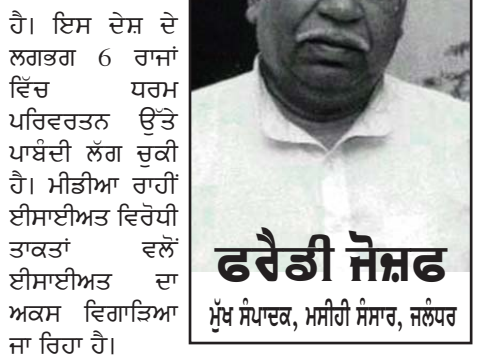 ਹੈ। ਇਸ ਦੇਸ਼ ਦੇ
ਲਗਭਗ 6 ਰਾਜਾਂ
ਵਿੱਚ ਧਰਮ
ਪਰਿਵਰਤਨ ਉੱਤੇ
ਪਾਬੰਦੀ ਲੱਗ ਚੁਕੀ
ਹੈ। ਮੀਡੀਆ ਰਾਹੀਂ
ਈਸਾਈਅਤ ਵਿਰੋਧੀ
ਤਾਕਤਾਂ ਵਲੋਂ
ਈਸਾਈਅਤ ਦਾ
ਅਕਸ ਵਿਗਾੜਿਆ
ਜਾ ਰਿਹਾ ਹੈ।
ਫਰੈਡੀ ਜੋਜ਼ਫ
ਮੁੱਖ ਸੰਪਾਦਕ, ਮਸੀਹੀ ਸੰਸਾਰ, ਜਲੰਧਰ